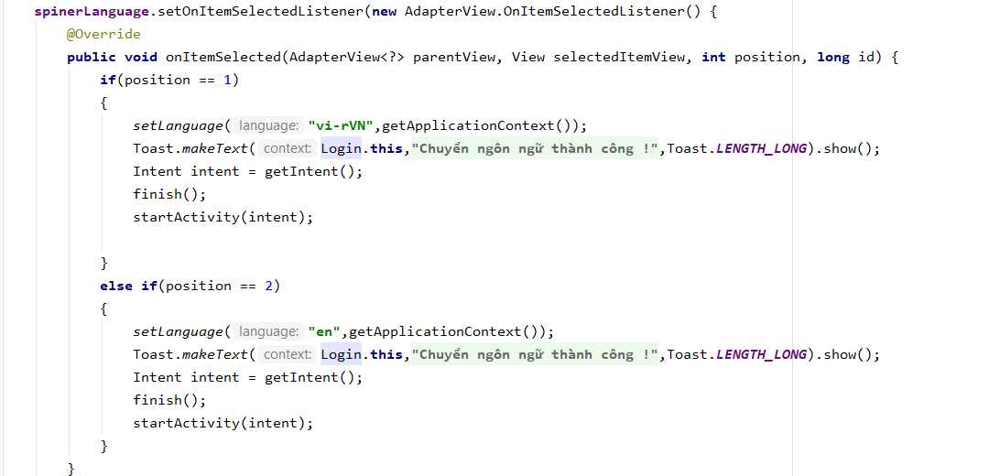 spinerLanguage.setOnItemSelectedListener(new AdapterView.OnItemSelectedListener() {
@Override
public void onItemSelected(AdapterView<?> parentView, View selectedItemView, int position, long id) {
if(position == 1)
{
setLanguage( language: "vi-rVN",getApplicationContext());
Toast.makeText( context: Login.this,"Chuyển ngôn ngữ thành công !",Toast.LENGTH_LONG).show();
Intent intent = getIntent();
finish();
startActivity(intent);
}
else if(position == 2)
{
setLanguage( language: "en",getApplicationContext());
Toast.makeText( context: Login.this,"Chuyển ngôn ngữ thành công !",Toast.LENGTH_LONG).show();
Intent intent = getIntent();
finish();
startActivity(intent);
}
}